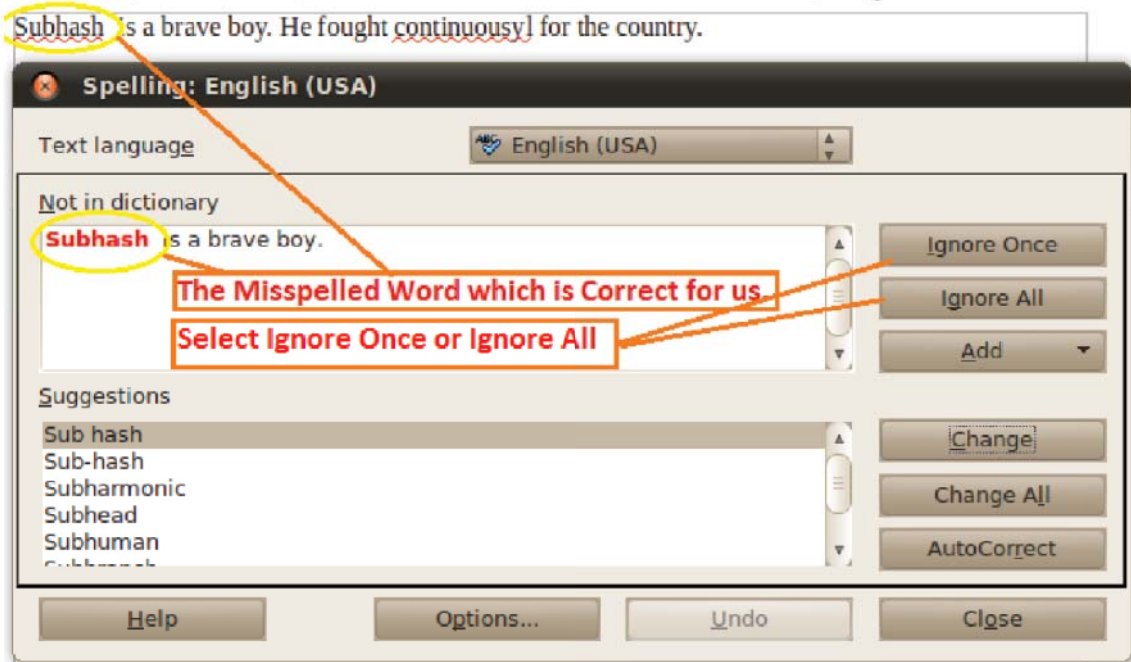 Subhash is a brave boy. He fought continuousyl for the country.
Spelling: English (USA)
Text language
English (USA)
Not in dictionary
Subhash is a brave boy.
Ignore Once
The Misspelled Word which is Correct for us.
Ignore All
Select Ignore Once or Ignore All
Add
Suggestions
Sub hash
Change
Sub-hash
Subharmonic
Change All
Subhead
Subhuman
AutoCorrect
Help
Options...
Undo
Close